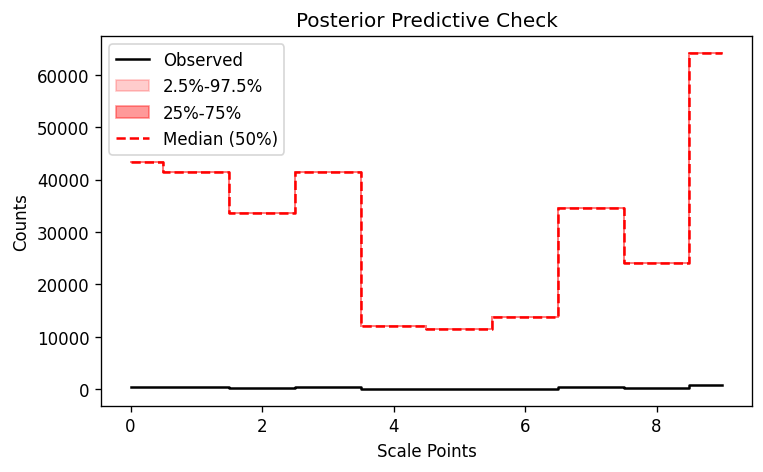 Posterior Predictive Check
Observed
2.5%-97.5%
25%-75%
Median (50%)
60000
50000
40000
30000
20000
10000
0
Counts
0 2 4 6 8
Scale Points